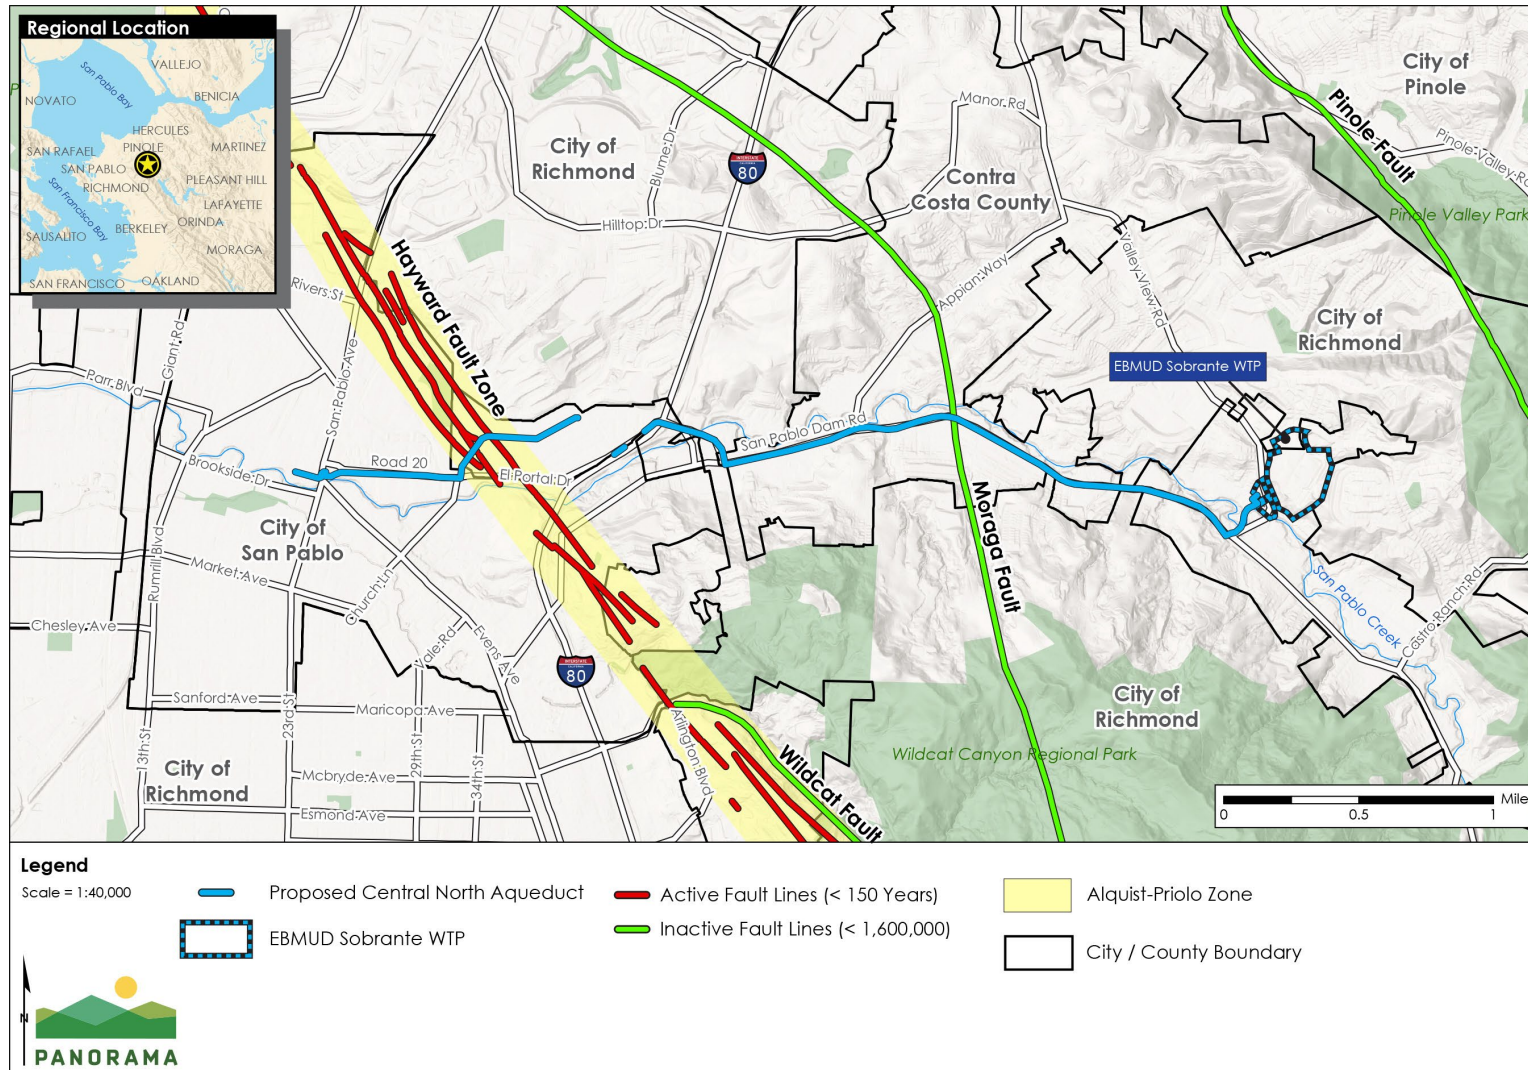 Regional Location
San Pablo Bay
VALLEJO
NOVATO
BENICIA
HERCULES
PINOLE
SAN RAFAEL
MARTINEZ
SAN PABLO
RICHMOND
PLEASANT HILL
San Francisco Bay
LAFAYETTE
ORINDA
BERKELEY
SAUSALITO
MORAGA
SAN FRANCISCO
OAKLAND
City of
Pinole
Pinole Fault
Pinole Valley Rd
Pinole Valley Park
Manor Rd
City of
Richmond
Blume Dr
INTERSTATE
CALIFORNIA
80
Contra
Costa County
Hilltop Dr
Valley View Rd
Appian Way
Hayward Fault Zone
Rivers St
Giant Rd
San Pablo Ave
City of
Richmond
EBMUD Sobrante WTP
Parr Blvd
San Pablo Dam Rd
Road 20
El Portal Dr
Brookside Dr
Moraga Fault
City of
San Pablo
Rumrill Blvd
Market Ave
Church Ln
San Pablo Creek
Castro Ranch Rd
Chesley Ave
Vale Rd
Evens Ave
INTERSTATE
CALIFORNIA
80
Sanford Ave
23rd St
Maricopa Ave
Arlington Blvd
City of
Richmond
Wildcat Canyon Regional Park
Wildcat Fault
13th St
City of
Richmond
29th St
34th St
Mcbryde Ave
Esmond Ave
Mile
0 0.5 1
Legend
Scale = 1:40,000
Proposed Central North Aqueduct
EBMUD Sobrante WTP
Active Fault Lines (< 150 Years)
Inactive Fault Lines (< 1,600,000)
Alquist-Priolo Zone
City / County Boundary
N
PANORAMA